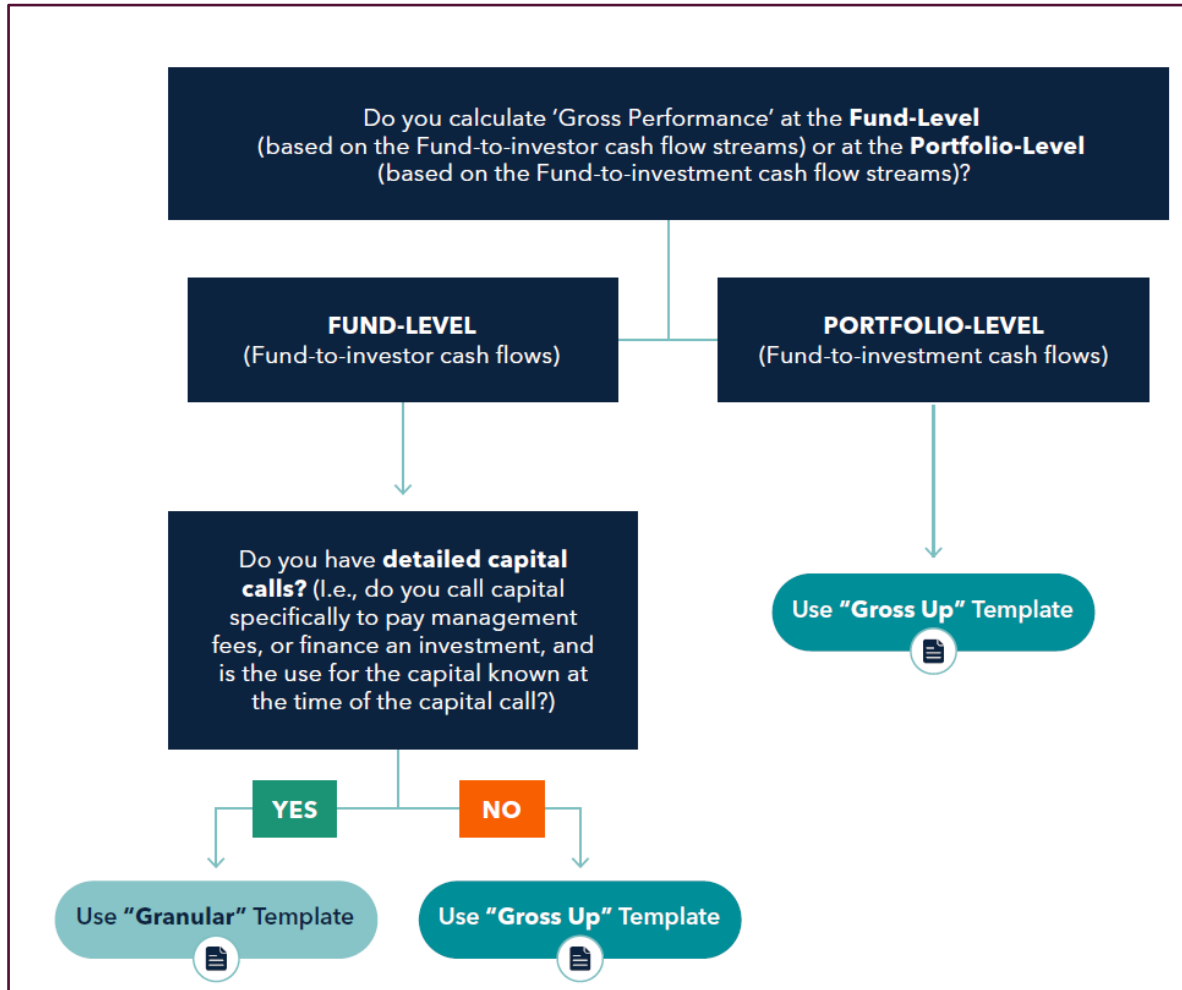 Do you calculate ‘Gross Performance’ at the Fund-Level
(based on the Fund-to-investor cash flow streams) or at the Portfolio-Level
(based on the Fund-to-investment cash flow streams)?
FUND-LEVEL
(Fund-to-investor cash flows)
PORTFOLIO-LEVEL
(Fund-to-investment cash flows)
Do you have detailed capital
calls? (I.e., do you call capital
specifically to pay management
fees, or finance an investment, and
is the use for the capital known at
the time of the capital call?)
Use “Gross Up” Template
YES
NO
Use “Granular” Template
Use “Gross Up” Template